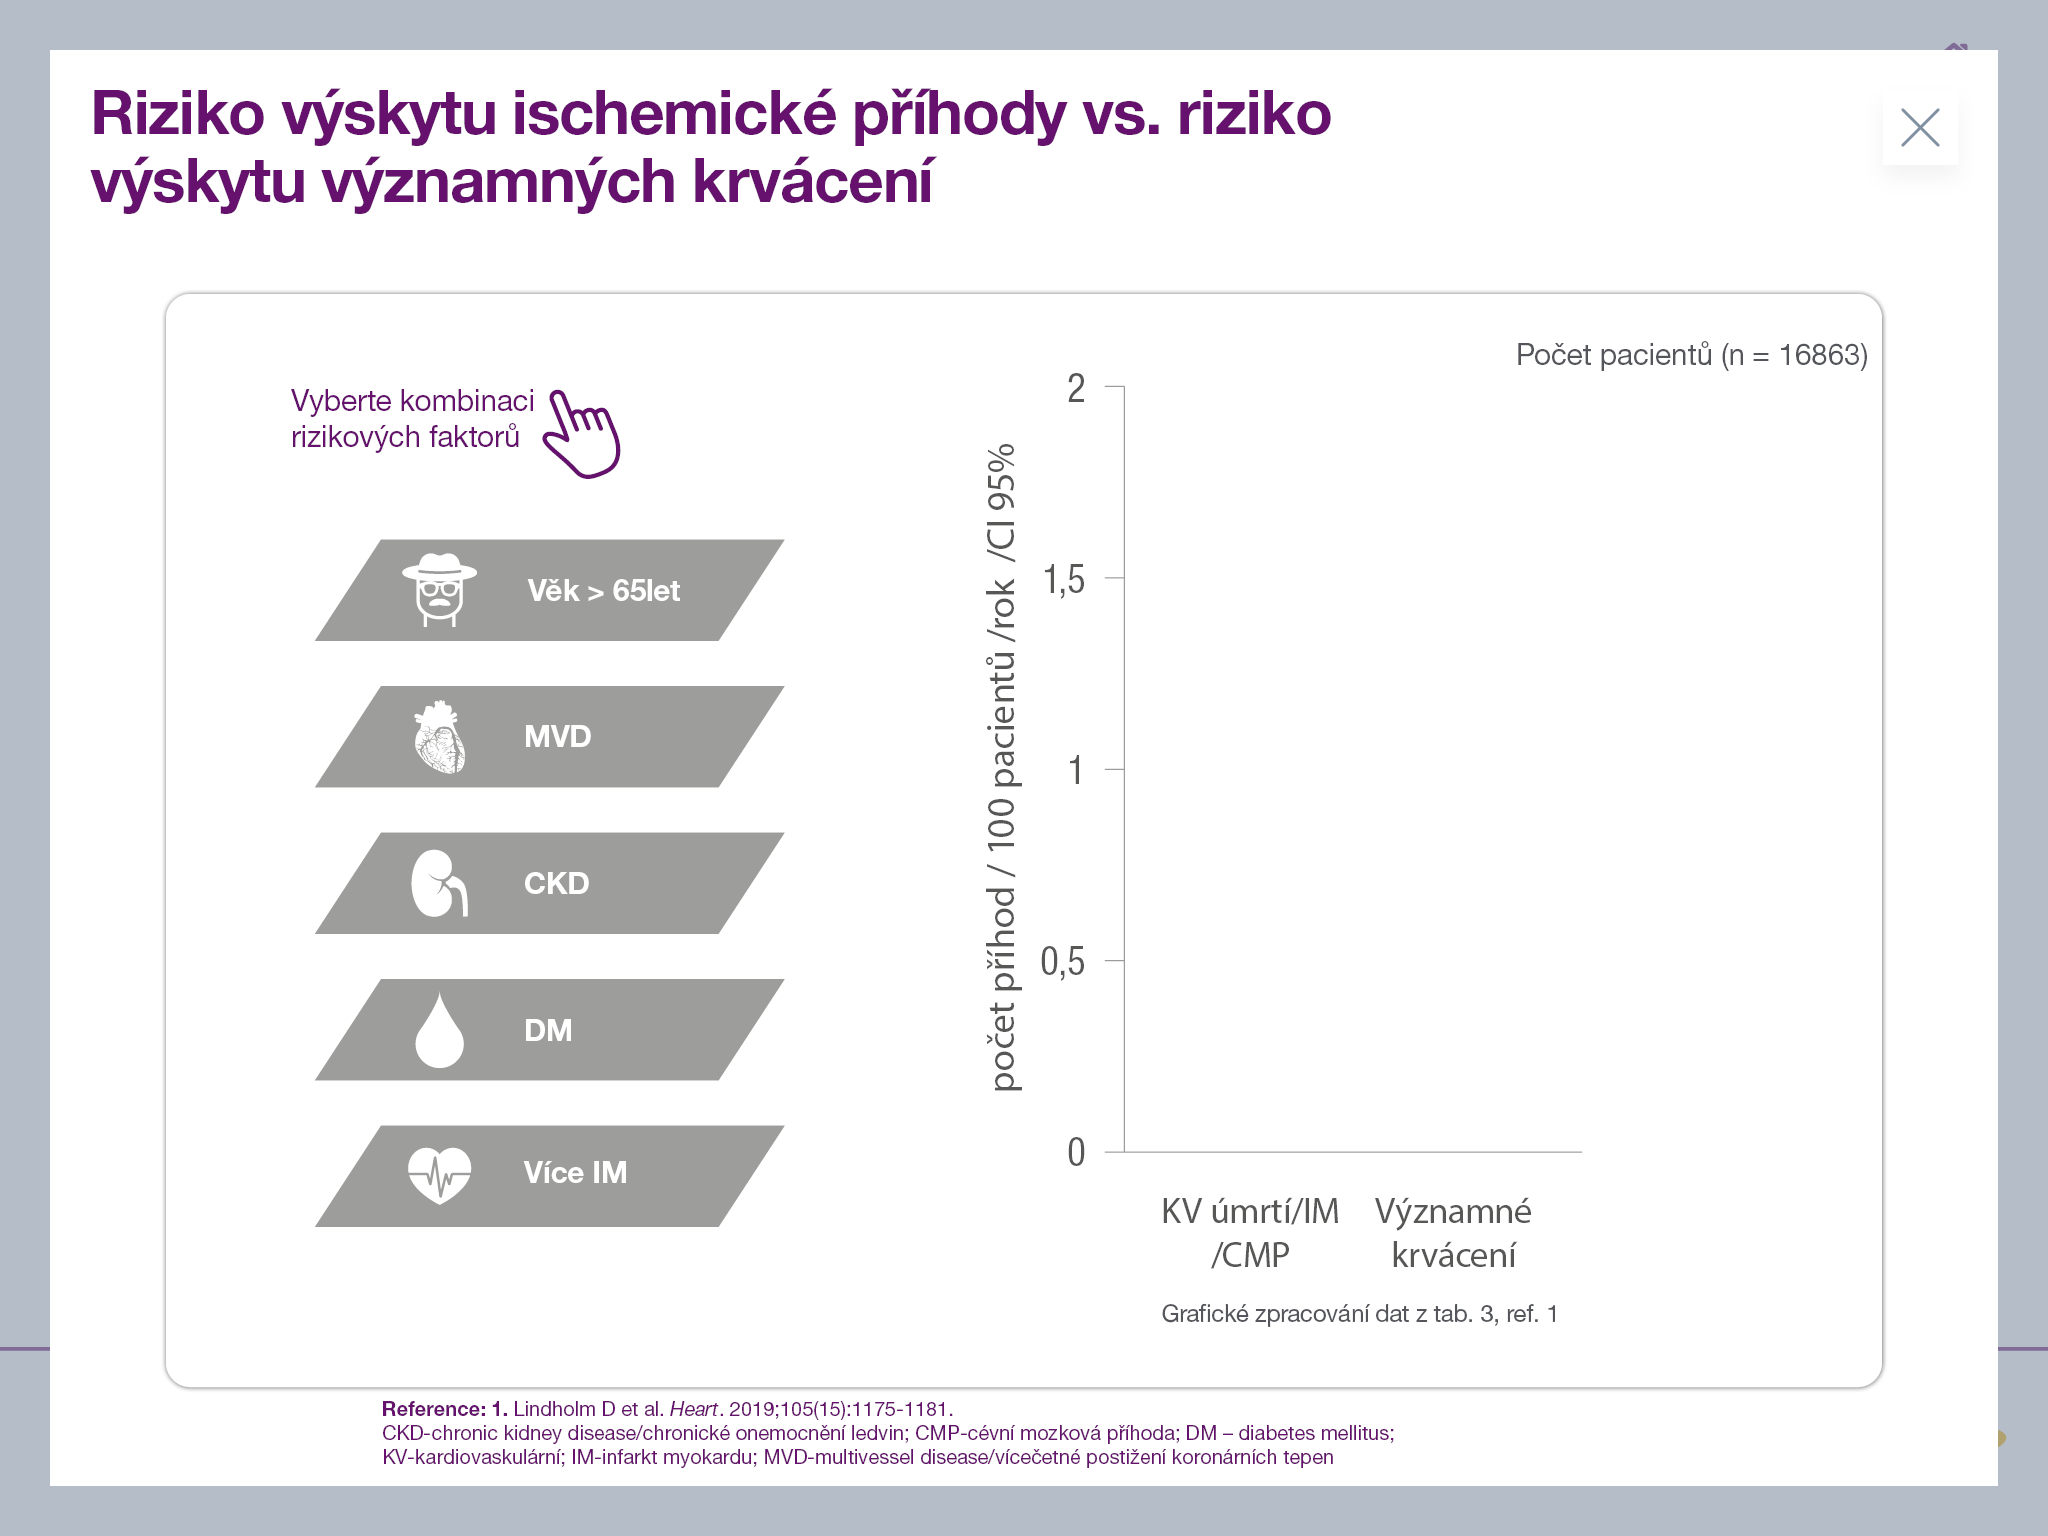 Riziko výskytu ischemické příhody vs. riziko
výskytu významných krvácení
Vyberte kombinaci
rizikových faktorů
Věk > 65let
MVD
CKD
DM
Více IM
Počet pacientů (n = 16863)
počet příhod / 100 pacientů /rok /CI 95%
2
1,5
1
0,5
0
KV úmrtí/IM
/CMP
Významné
krvácení
Grafické zpracování dat z tab. 3, ref. 1
Reference: 1. Lindholm D et al. Heart. 2019;105(15):1175-1181.
CKD-chronic kidney disease/chronické onemocnění ledvin; CMP-cévní mozková příhoda; DM – diabetes mellitus;
KV-kardiovaskulární; IM-infarkt myokardu; MVD-multivessel disease/vícečetné postižení koronárních tepen